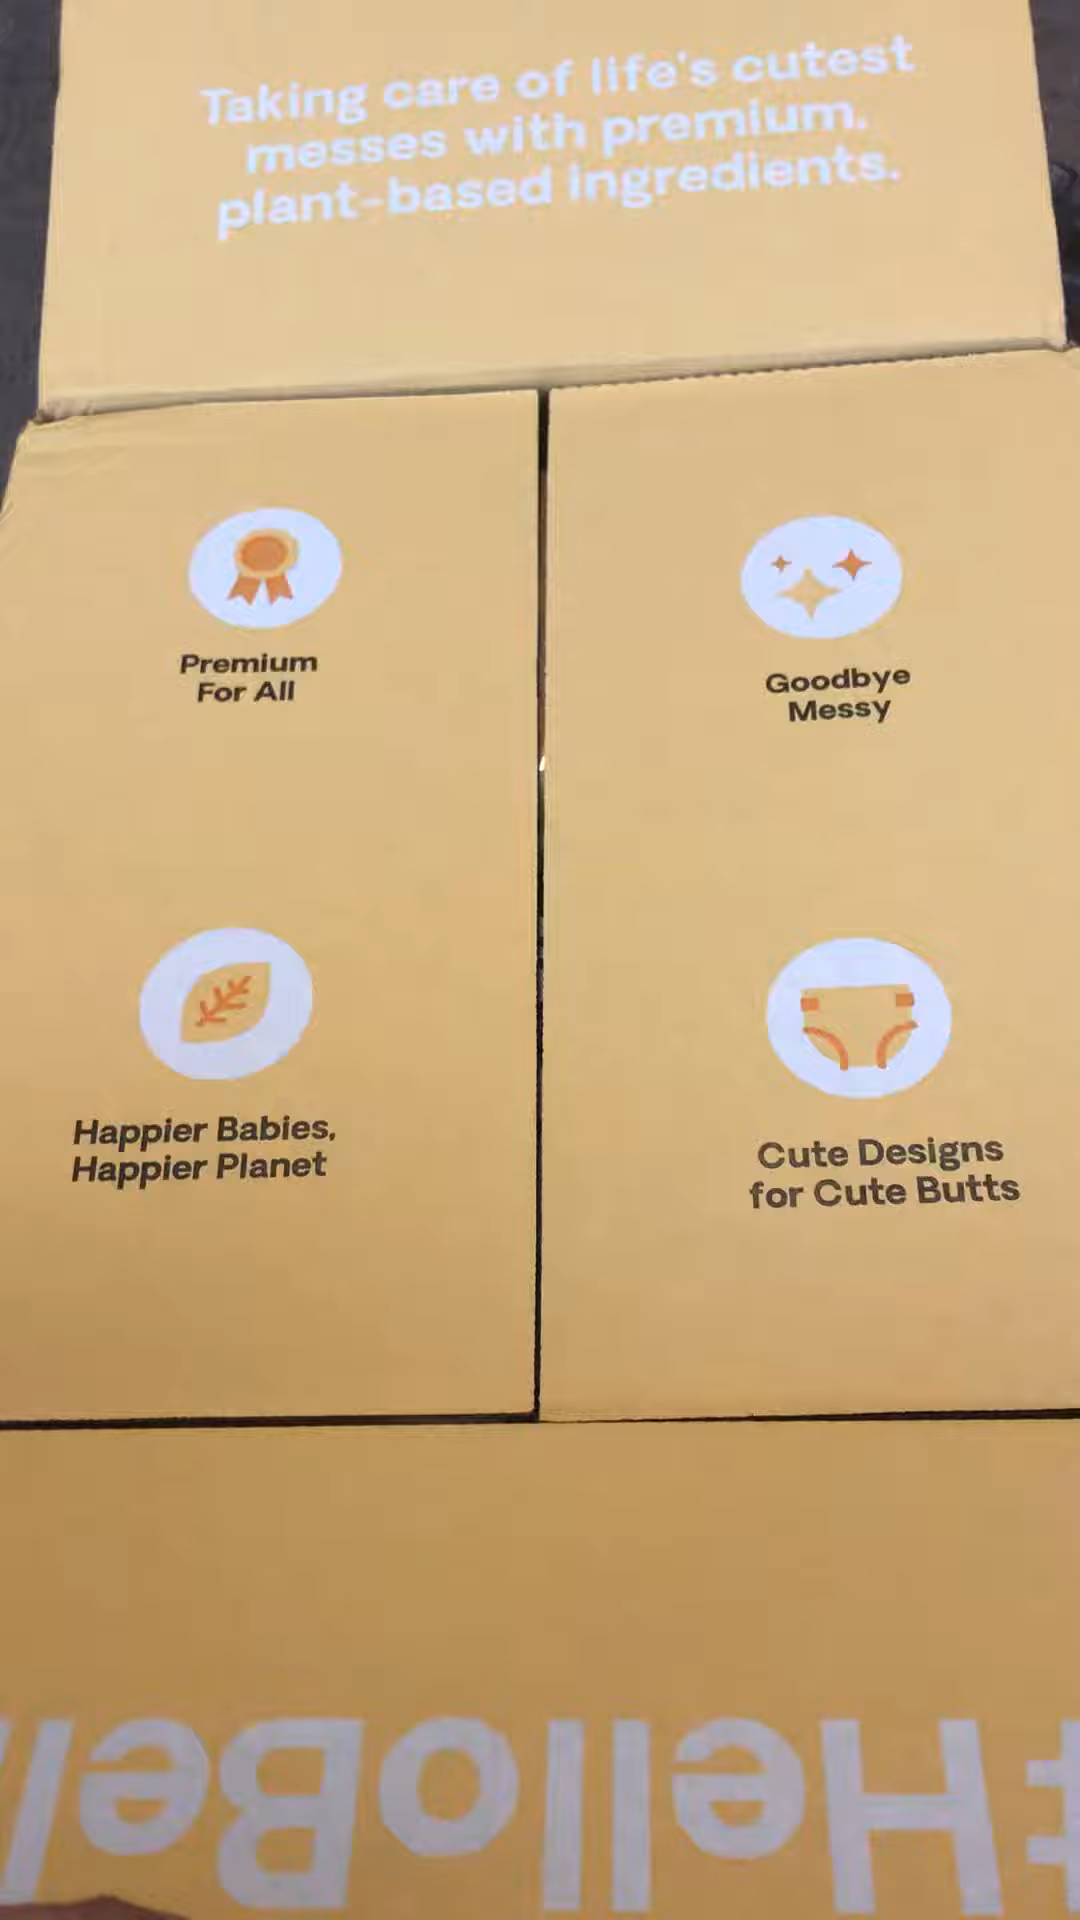 Taking care of life's cutest
messes with premium.
plant-based ingredients.
Premium
For All
Goodbye
Messy
Happier Babies,
Happier Planet
Cute Designs
for Cute Butts
#HelloBel